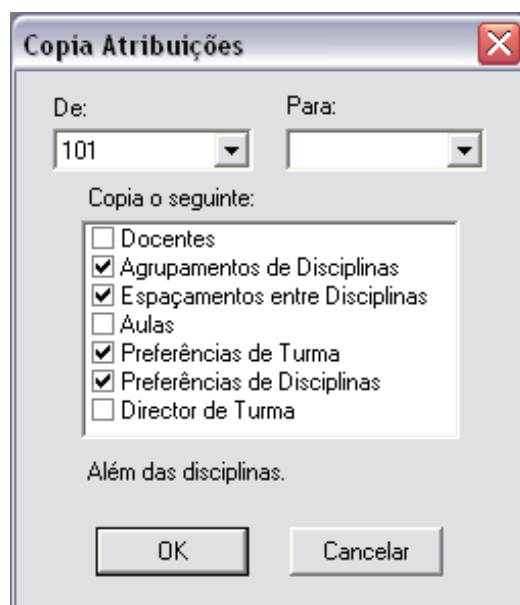 Copia Atribuições
De: Para:
101
Copia o seguinte:
Docentes
Agrupamentos de Disciplinas
Espaçamentos entre Disciplinas
Aulas
Preferências de Turma
Preferências de Disciplinas
Director de Turma
Além das disciplinas.
OK Cancelar